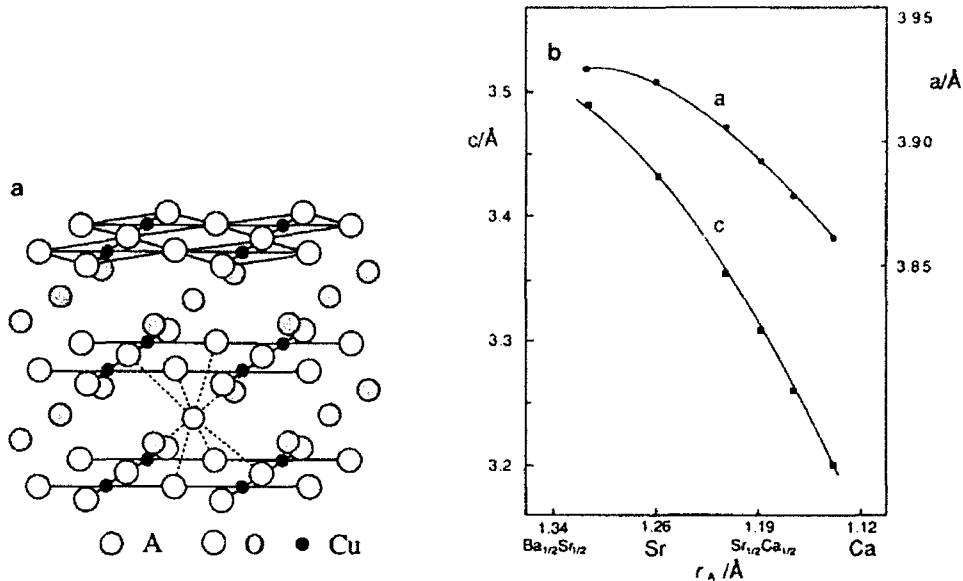 a
A O Cu
b
c/Å
3.5
3.4
3.3
3.2
a
c
3.95
a/Å
3.90
3.85
1.34 1.26 1.19 1.12
Ba1/2Sr1/2 Sr Sr1/2Ca1/2 Ca
rA /Å